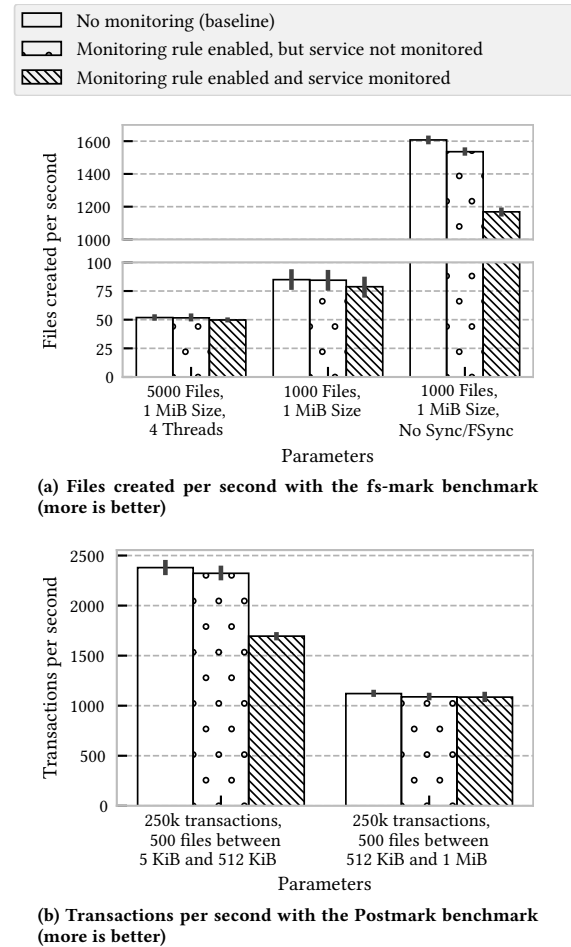 No monitoring (baseline)
Monitoring rule enabled, but service not monitored
Monitoring rule enabled and service monitored
Files created per second
1600
1400
1200
1000
100
75
50
25
0
5000 Files,
1 MiB Size,
4 Threads
1000 Files,
1 MiB Size
1000 Files,
1 MiB Size,
No Sync/FSync
Parameters
(a) Files created per second with the fs-mark benchmark
(more is better)
Transactions per second
2500
2000
1500
1000
500
0
250k transactions,
500 files between
5 KiB and 512 KiB
250k transactions,
500 files between
512 KiB and 1 MiB
Parameters
(b) Transactions per second with the Postmark benchmark
(more is better)